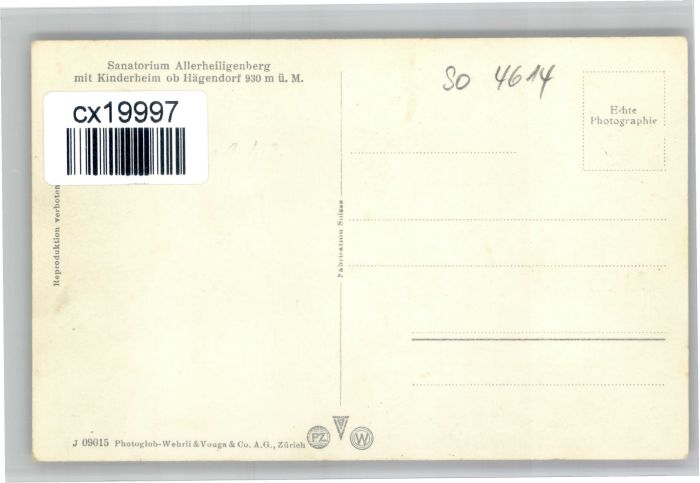 Sanatorium Allerheiligenberg
mit Kinderheim ob Hägendorf 930 m ü. M.
cx19997
Reproduktion verboten
Fabrication Suisse
SO 4614
Echte
Photographie
J 09015 Photoglob-Wehrli & Vouga & Co. A.G., Zürich
PZ
W